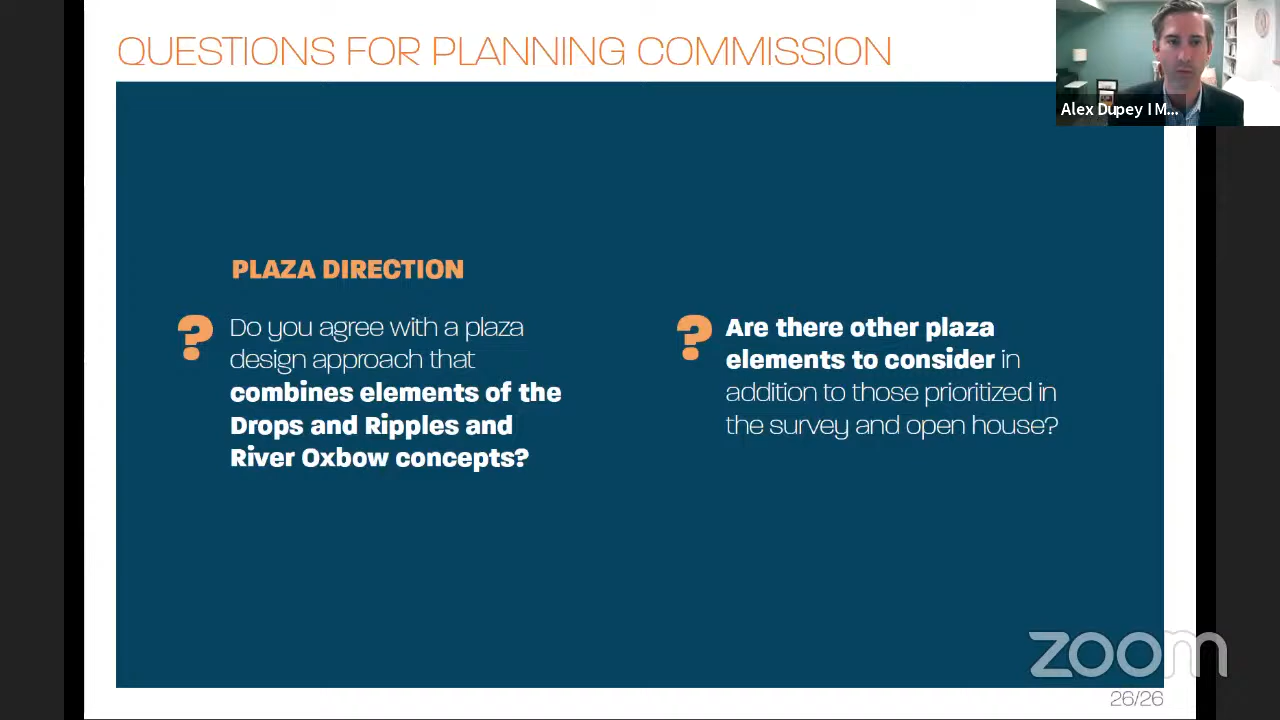 QUESTIONS FOR PLANNING COMMISSION
Alex Dupey I M...
PLAZA DIRECTION
? Do you agree with a plaza
design approach that
combines elements of the
Drops and Ripples and
River Oxbow concepts?
? Are there other plaza
elements to consider in
addition to those prioritized in
the survey and open house?
zoom
26/26